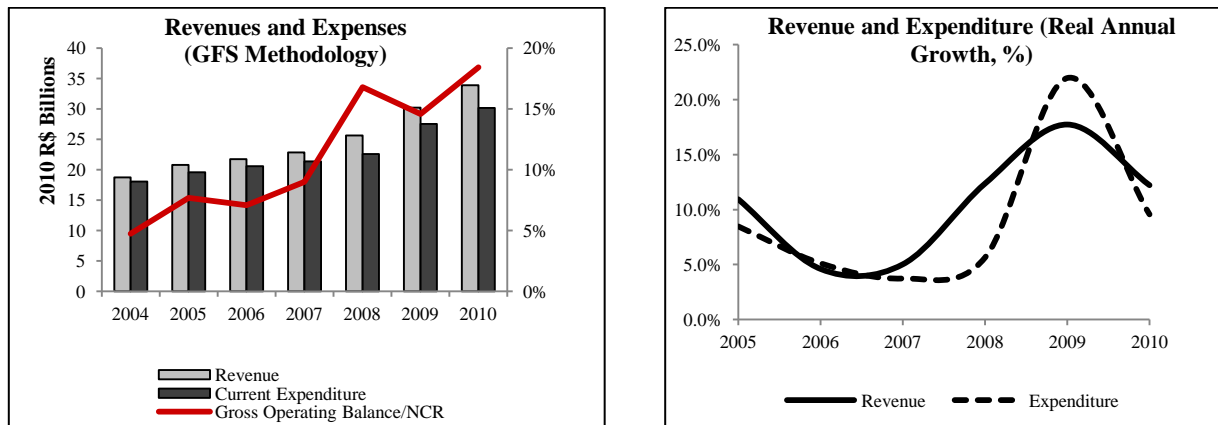 Revenues and Expenses
(GFS Methodology)
2010 R$ Billions
40
35
30
25
20
15
10
5
0
20%
15%
10%
5%
0%
2004 2005 2006 2007 2008 2009 2010
Revenue
Current Expenditure
Gross Operating Balance/NCR
Revenue and Expenditure (Real Annual
Growth, %)
25.0%
20.0%
15.0%
10.0%
5.0%
0.0%
2005 2006 2007 2008 2009 2010
Revenue Expenditure